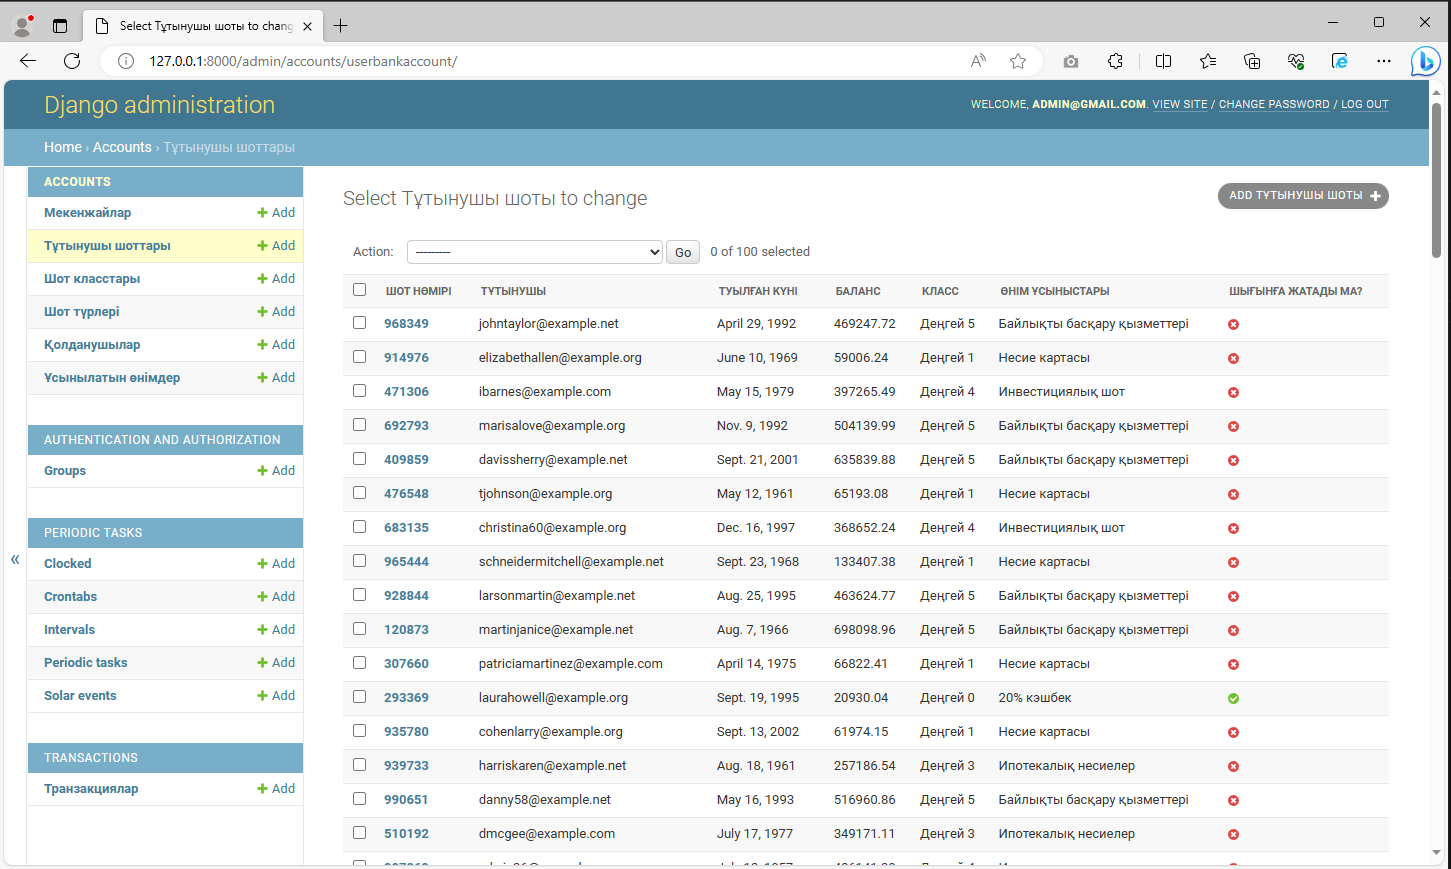 Select Тұтынушы шоты to chang
127.0.0.1:8000/admin/accounts/userbankaccount/
Django administration
WELCOME, ADMIN@GMAIL.COM. VIEW SITE / CHANGE PASSWORD / LOG OUT
Home › Accounts › Тұтынушы шоттары
ACCOUNTS
Мекенжайлар + Add
Тұтынушы шоттары + Add
Шот класстары + Add
Шот түрлері + Add
Қолданушылар + Add
Ұсынылатын өнімдер + Add
AUTHENTICATION AND AUTHORIZATION
Groups + Add
PERIODIC TASKS
Clocked + Add
Crontabs + Add
Intervals + Add
Periodic tasks + Add
Solar events + Add
TRANSACTIONS
Транзакциялар + Add
«
Select Тұтынушы шоты to change
ADD ТҰТЫНУШЫ ШОТЫ +
Action: --------- Go 0 of 100 selected
ШОТ НӨМІРІ ТҰТЫНУШЫ ТУЫЛҒАН КҮНІ БАЛАНС КЛАСС ӨНІМ ҰСЫНЫСТАРЫ ШЫҒЫНҒА ЖАТАДЫ МА?
968349 johntaylor@example.net April 29, 1992 469247.72 Деңгей 5 Байлықты басқару қызметтері
914976 elizabethallen@example.org June 10, 1969 59006.24 Деңгей 1 Несие картасы
471306 ibarnes@example.com May 15, 1979 397265.49 Деңгей 4 Инвестициялық шот
692793 marisalove@example.org Nov. 9, 1992 504139.99 Деңгей 5 Байлықты басқару қызметтері
409859 davissherry@example.net Sept. 21, 2001 635839.88 Деңгей 5 Байлықты басқару қызметтері
476548 tjohnson@example.org May 12, 1961 65193.08 Деңгей 1 Несие картасы
683135 christina60@example.org Dec. 16, 1997 368652.24 Деңгей 4 Инвестициялық шот
965444 schneidermitchell@example.net Sept. 23, 1968 133407.38 Деңгей 1 Несие картасы
928844 larsonmartin@example.net Aug. 25, 1995 463624.77 Деңгей 5 Байлықты басқару қызметтері
120873 martinjanice@example.net Aug. 7, 1966 698098.96 Деңгей 5 Байлықты басқару қызметтері
307660 patriciamartinez@example.com April 14, 1975 66822.41 Деңгей 1 Несие картасы
293369 laurahowell@example.org Sept. 19, 1995 20930.04 Деңгей 0 20% кэшбек
935780 cohenlarry@example.org Sept. 13, 2002 61974.15 Деңгей 1 Несие картасы
939733 harriskaren@example.net Aug. 18, 1961 257186.54 Деңгей 3 Ипотекалық несиелер
990651 danny58@example.net May 16, 1993 516960.86 Деңгей 5 Байлықты басқару қызметтері
510192 dmcgee@example.com July 17, 1977 349171.11 Деңгей 3 Ипотекалық несиелер